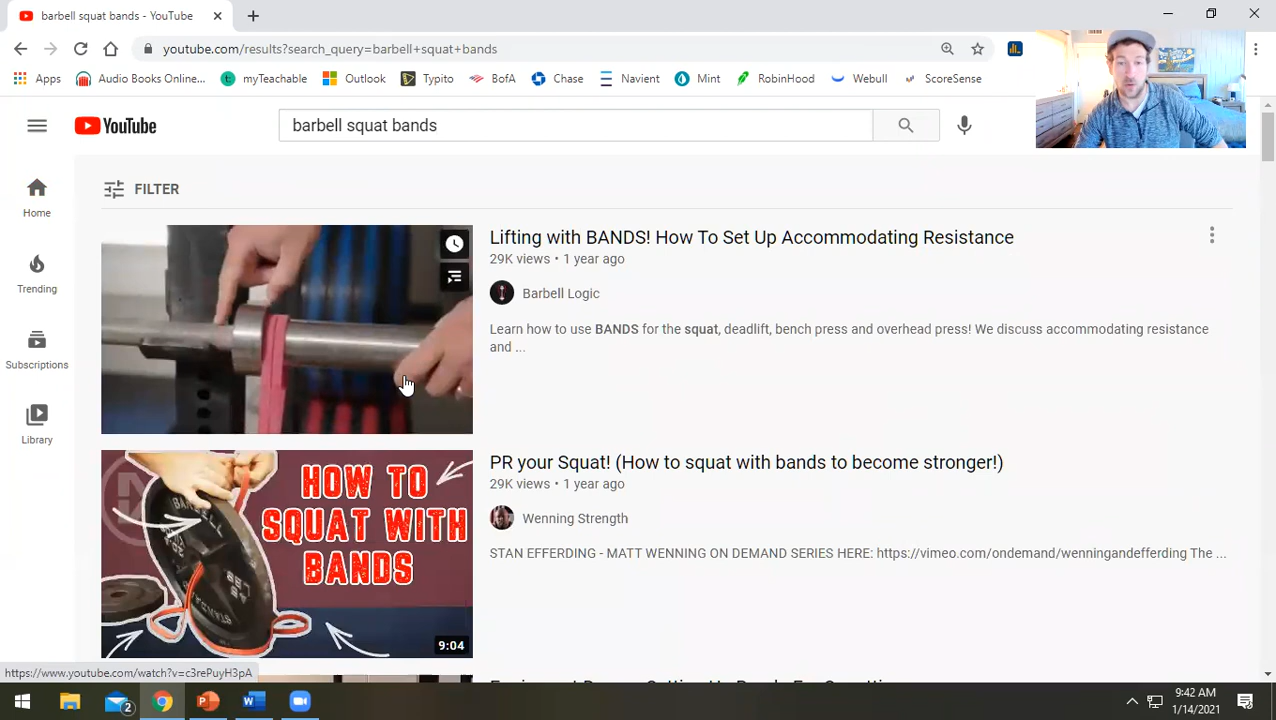 barbell squat bands - YouTube
youtube.com/results?search_query=barbell+squat+bands
Apps Audio Books Online... myTeachable Outlook Typito BofA Chase Navient Mint RobinHood Webull ScoreSense
YouTube
barbell squat bands
FILTER
Home
Trending
Subscriptions
Library
Lifting with BANDS! How To Set Up Accommodating Resistance
29K views • 1 year ago
Barbell Logic
Learn how to use BANDS for the squat, deadlift, bench press and overhead press! We discuss accommodating resistance
and ...
HOW TO
SQUAT WITH
BANDS
9:04
PR your Squat! (How to squat with bands to become stronger!)
29K views • 1 year ago
Wenning Strength
STAN EFFERDING - MATT WENNING ON DEMAND SERIES HERE: https://vimeo.com/ondemand/wenningandefferding The ...
https://www.youtube.com/watch?v=c3rePuyH3pA
2
9:42 AM
1/14/2021